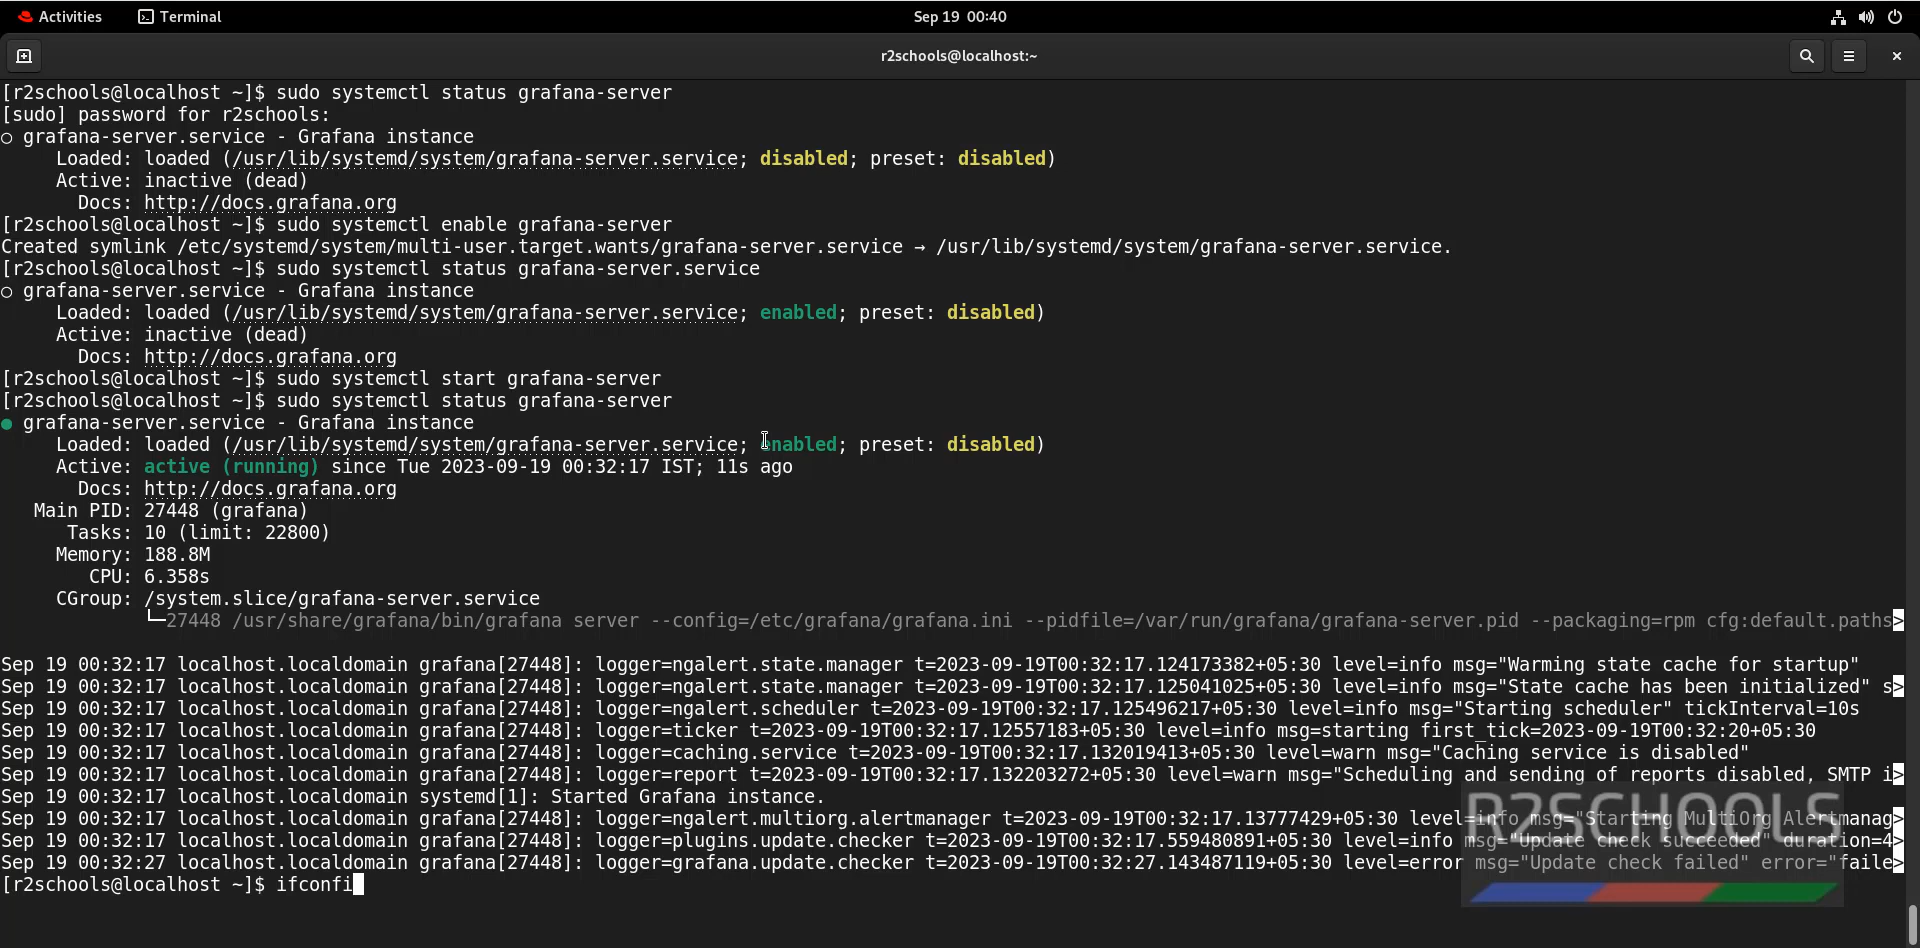 Activities Terminal Sep 19 00:40
r2schools@localhost:~
[r2schools@localhost ~]$ sudo systemctl status grafana-server
[sudo] password for r2schools:
○ grafana-server.service - Grafana instance
     Loaded: loaded (/usr/lib/systemd/system/grafana-server.service; disabled; preset: disabled)
     Active: inactive (dead)
       Docs: http://docs.grafana.org
[r2schools@localhost ~]$ sudo systemctl enable grafana-server
Created symlink /etc/systemd/system/multi-user.target.wants/grafana-server.service → /usr/lib/systemd/system/grafana-server.service.
[r2schools@localhost ~]$ sudo systemctl status grafana-server.service
○ grafana-server.service - Grafana instance
     Loaded: loaded (/usr/lib/systemd/system/grafana-server.service; enabled; preset: disabled)
     Active: inactive (dead)
       Docs: http://docs.grafana.org
[r2schools@localhost ~]$ sudo systemctl start grafana-server
[r2schools@localhost ~]$ sudo systemctl status grafana-server
● grafana-server.service - Grafana instance
     Loaded: loaded (/usr/lib/systemd/system/grafana-server.service; enabled; preset: disabled)
     Active: active (running) since Tue 2023-09-19 00:32:17 IST; 11s ago
       Docs: http://docs.grafana.org
   Main PID: 27448 (grafana)
      Tasks: 10 (limit: 22800)
     Memory: 188.8M
        CPU: 6.358s
     CGroup: /system.slice/grafana-server.service
             └─27448 /usr/share/grafana/bin/grafana server --config=/etc/grafana/grafana.ini --pidfile=/var/run/grafana/grafana-server.pid --packaging=rpm cfg:default.paths>
Sep 19 00:32:17 localhost.localdomain grafana[27448]: logger=ngalert.state.manager t=2023-09-19T00:32:17.124173382+05:30 level=info msg="Warming state cache for startup"
Sep 19 00:32:17 localhost.localdomain grafana[27448]: logger=ngalert.state.manager t=2023-09-19T00:32:17.125041025+05:30 level=info msg="State cache has been initialized" s>
Sep 19 00:32:17 localhost.localdomain grafana[27448]: logger=ngalert.scheduler t=2023-09-19T00:32:17.125496217+05:30 level=info msg="Starting scheduler" tickInterval=10s
Sep 19 00:32:17 localhost.localdomain grafana[27448]: logger=ticker t=2023-09-19T00:32:17.12557183+05:30 level=info msg=starting first_tick=2023-09-19T00:32:20+05:30
Sep 19 00:32:17 localhost.localdomain grafana[27448]: logger=caching.service t=2023-09-19T00:32:17.132019413+05:30 level=warn msg="Caching service is disabled"
Sep 19 00:32:17 localhost.localdomain grafana[27448]: logger=report t=2023-09-19T00:32:17.132203272+05:30 level=warn msg="Scheduling and sending of reports disabled, SMTP i>
Sep 19 00:32:17 localhost.localdomain systemd[1]: Started Grafana instance.
Sep 19 00:32:17 localhost.localdomain grafana[27448]: logger=ngalert.multiorg.alertmanager t=2023-09-19T00:32:17.13777429+05:30 level=info msg="Starting MultiOrg Alertmanag>
Sep 19 00:32:17 localhost.localdomain grafana[27448]: logger=plugins.update.checker t=2023-09-19T00:32:17.559480891+05:30 level=info msg="Update check succeeded" duration=4>
Sep 19 00:32:27 localhost.localdomain grafana[27448]: logger=grafana.update.checker t=2023-09-19T00:32:27.143487119+05:30 level=error msg="Update check failed" error="faile>
[r2schools@localhost ~]$ ifconfi
R2SCHOOLS